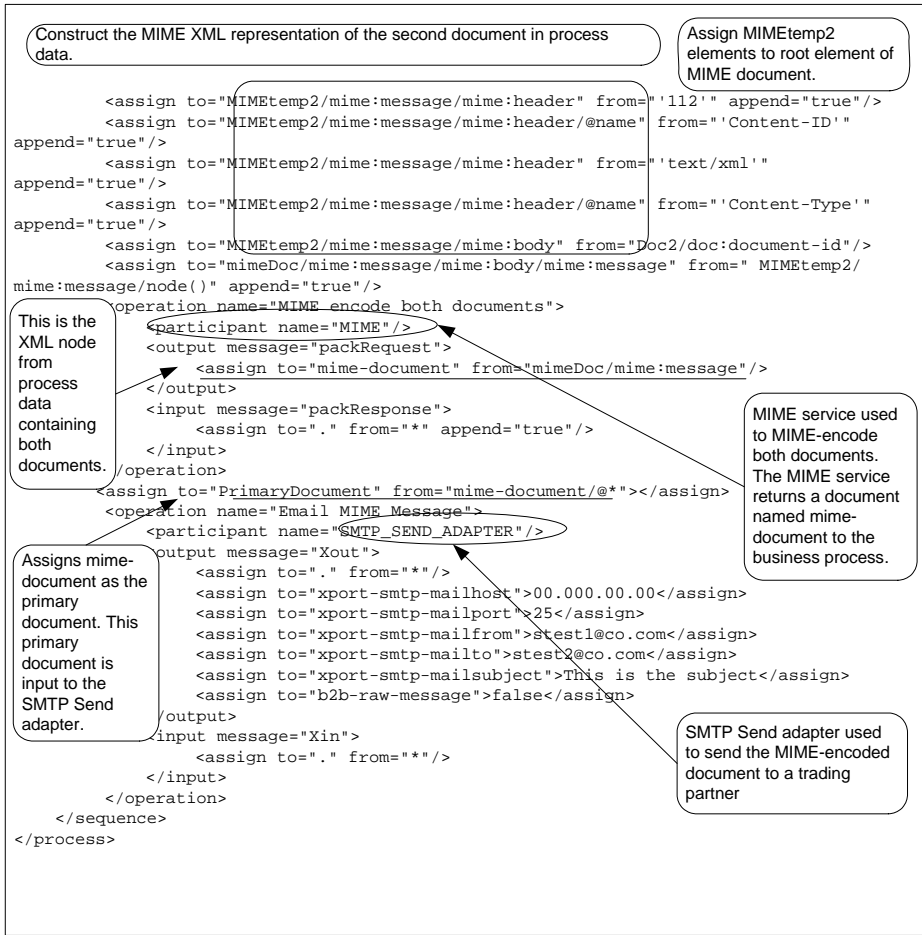 Construct the MIME XML representation of the second document in process
data.
Assign MIMEtemp2
elements to root element of
MIME document.
<assign to="MIMEtemp2/mime:message/mime:header" from="'112'" append="true"/>
<assign to="MIMEtemp2/mime:message/mime:header/@name" from="'Content-ID'"
append="true"/>
<assign to="MIMEtemp2/mime:message/mime:header" from="'text/xml'"
append="true"/>
<assign to="MIMEtemp2/mime:message/mime:header/@name" from="'Content-Type'"
append="true"/>
<assign to="MIMEtemp2/mime:message/mime:body" from="Doc2/doc:document-id"/>
<assign to="mimeDoc/mime:message/mime:body/mime:message" from=" MIMEtemp2/
mime:message/node()" append="true"/>
<operation name="MIME encode both documents">
<participant name="MIME"/>
<output message="packRequest">
<assign to="mime-document" from="mimeDoc/mime:message"/>
</output>
<input message="packResponse">
<assign to="." from="*" append="true"/>
</input>
</operation>
This is the
XML node
from
process
data
containing
both
documents.
MIME service used
to MIME-encode
both documents.
The MIME service
returns a document
named mime-
document to the
business process.
<assign to="PrimaryDocument" from="mime-document/@*"></assign>
<operation name="Email MIME Message">
<participant name="SMTP_SEND_ADAPTER"/>
<output message="Xout">
<assign to="." from="*"/>
<assign to="xport-smtp-mailhost">00.000.00.00</assign>
<assign to="xport-smtp-mailport">25</assign>
<assign to="xport-smtp-mailfrom">stest1@co.com</assign>
<assign to="xport-smtp-mailto">stest2@co.com</assign>
<assign to="xport-smtp-mailsubject">This is the subject</assign>
<assign to="b2b-raw-message">false</assign>
</output>
<input message="Xin">
<assign to="." from="*"/>
</input>
</operation>
</sequence>
</process>
Assigns mime-
document as the
primary
document. This
primary
document is
input to the
SMTP Send
adapter.
SMTP Send adapter used
to send the MIME-encoded
document to a trading
partner